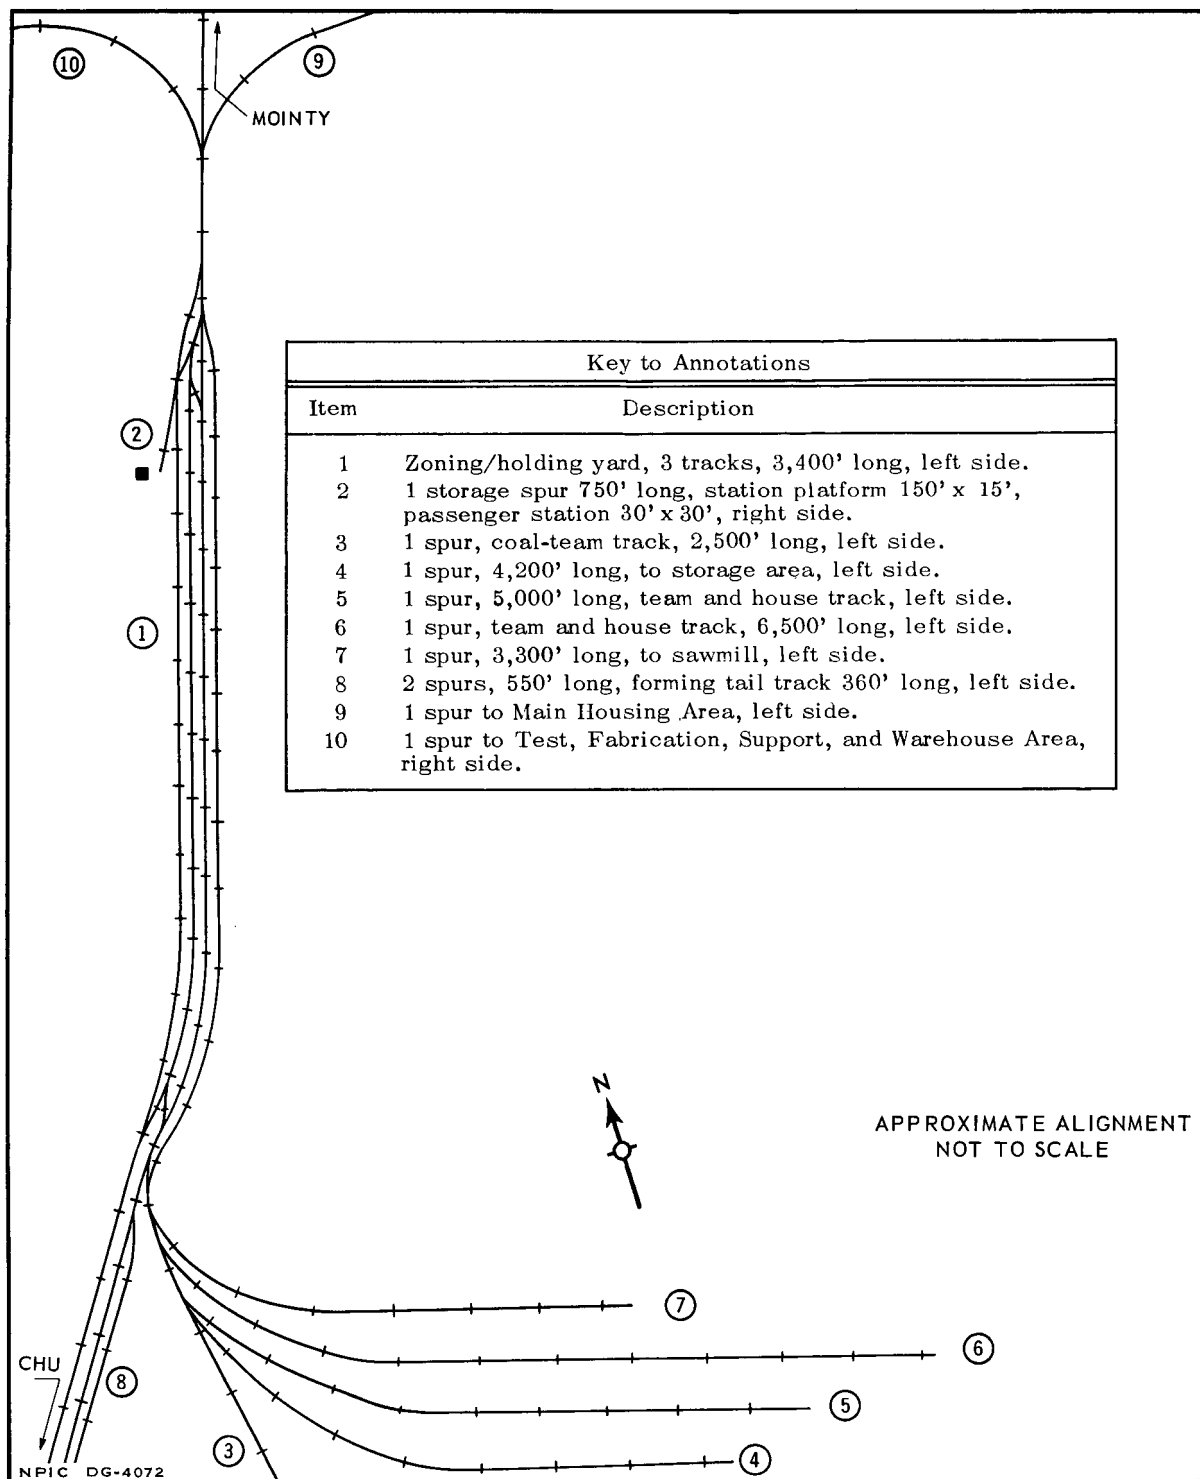 10
9
MOINTY
Key to Annotations
Item Description
1 Zoning/holding yard, 3 tracks, 3,400' long, left side.
2 1 storage spur 750' long, station platform 150' x 15',
passenger station 30' x 30', right side.
3 1 spur, coal-team track, 2,500' long, left side.
4 1 spur, 4,200' long, to storage area, left side.
5 1 spur, 5,000' long, team and house track, left side.
6 1 spur, team and house track, 6,500' long, left side.
7 1 spur, 3,300' long, to sawmill, left side.
8 2 spurs, 550' long, forming tail track 360' long, left side.
9 1 spur to Main Housing Area, left side.
10 1 spur to Test, Fabrication, Support, and Warehouse Area,
right side.
2
1
N
APPROXIMATE ALIGNMENT
NOT TO SCALE
7
6
CHU
8
5
3
4
NPIC DG-4072